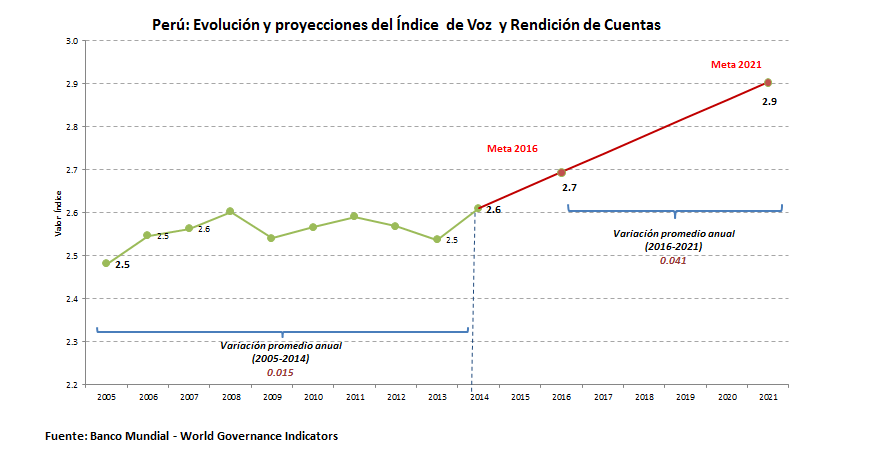 Perú: Evolución y proyecciones del Índice de Voz y Rendición de Cuentas
3.0
2.9
2.8
2.7
2.6
2.5
2.4
2.3
2.2
Valor Índice
Meta 2021
2.9
Meta 2016
2.7
2.6
2.5
2.5
2.6
2.5
Variación promedio anual
(2016-2021)
0.041
Variación promedio anual
(2005-2014)
0.015
2005 2006 2007 2008 2009 2010 2011 2012 2013 2014 2016 2018 2019 2020 2021
Fuente: Banco Mundial - World Governance Indicators